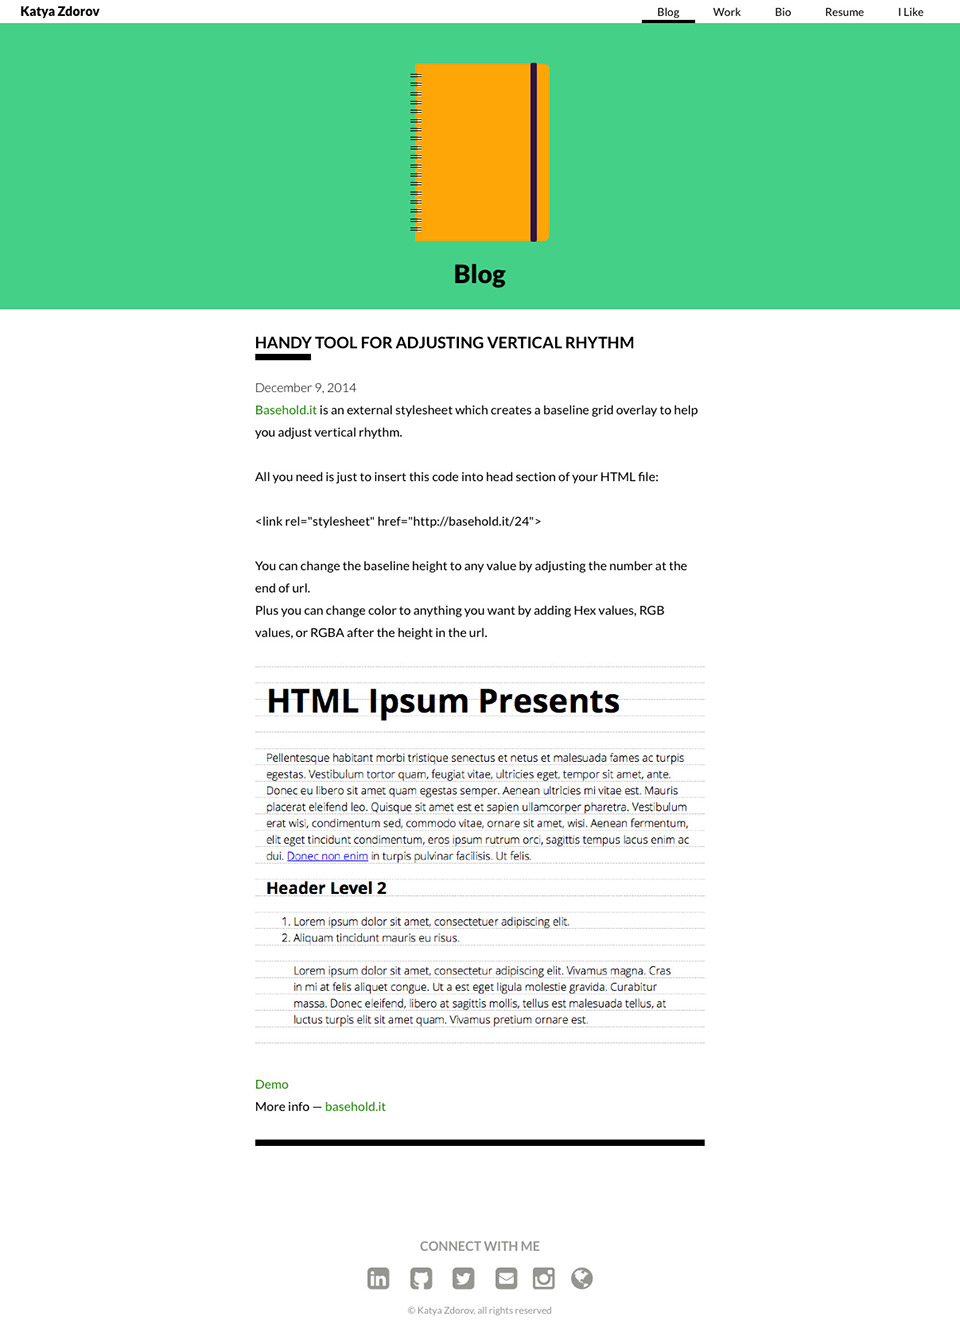 Katya Zdorov
Blog Work Bio Resume I Like
Blog
HANDY TOOL FOR ADJUSTING VERTICAL RHYTHM
December 9, 2014
Basehold.it is an external stylesheet which creates a baseline grid overlay to help
you adjust vertical rhythm.
All you need is just to insert this code into head section of your HTML file:
<link rel="stylesheet" href="http://basehold.it/24">
You can change the baseline height to any value by adjusting the number at the
end of url.
Plus you can change color to anything you want by adding Hex values, RGB
values, or RGBA after the height in the url.
HTML Ipsum Presents
Pellentesque habitant morbi tristique senectus et netus et malesuada fames ac turpis
egestas. Vestibulum tortor quam, feugiat vitae, ultricies eget, tempor sit amet, ante.
Donec eu libero sit amet quam egestas semper. Aenean ultricies mi vitae est. Mauris
placerat eleifend leo. Quisque sit amet est et sapien ullamcorper pharetra. Vestibulum
erat wisi, condimentum sed, commodo vitae, ornare sit amet, wisi. Aenean fermentum,
elit eget tincidunt condimentum, eros ipsum rutrum orci, sagittis tempus lacus enim ac
dui. Donec non enim in turpis pulvinar facilisis. Ut felis.
Header Level 2
1. Lorem ipsum dolor sit amet, consectetuer adipiscing elit.
2. Aliquam tincidunt mauris eu risus.
Lorem ipsum dolor sit amet, consectetur adipiscing elit. Vivamus magna. Cras
in mi at felis aliquet congue. Ut a est eget ligula molestie gravida. Curabitur
massa. Donec eleifend, libero at sagittis mollis, tellus est malesuada tellus, at
luctus turpis elit sit amet quam. Vivamus pretium ornare est.
Demo
More info — basehold.it
CONNECT WITH ME
© Katya Zdorov, all rights reserved